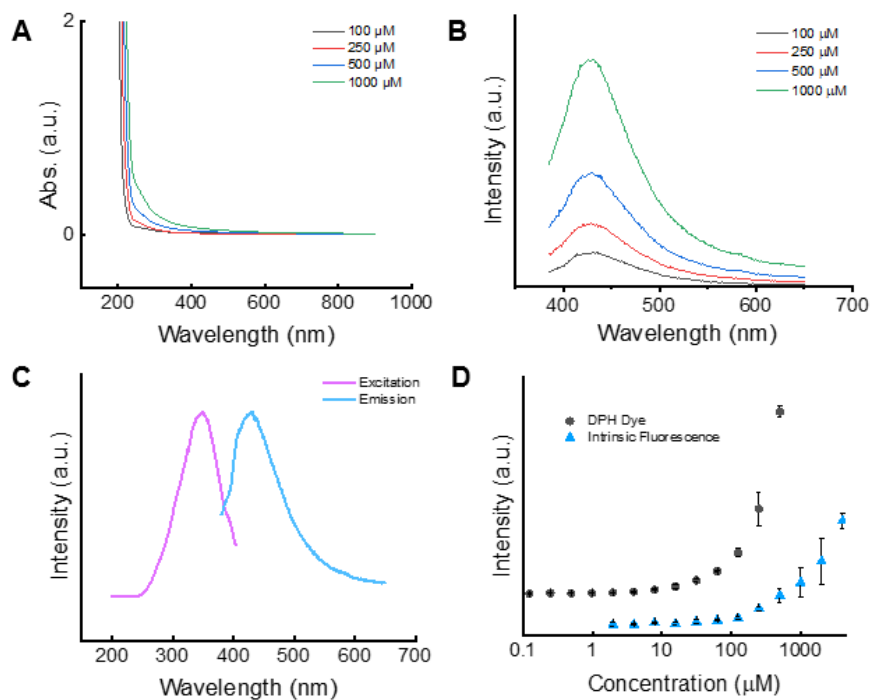 A
100 μM
250 μM
500 μM
1000 μM
2
0
Abs. (a.u.)
200 400 600 800 1000
Wavelength (nm)
B
100 μM
250 μM
500 μM
1000 μM
Intensity (a.u.)
400 500 600 700
Wavelength (nm)
C
Excitation
Emission
Intensity (a.u.)
200 300 400 500 600 700
Wavelength (nm)
D
DPH Dye
Intrinsic Fluorescence
Intensity (a.u.)
0.1 1 10 100 1000
Concentration (μM)